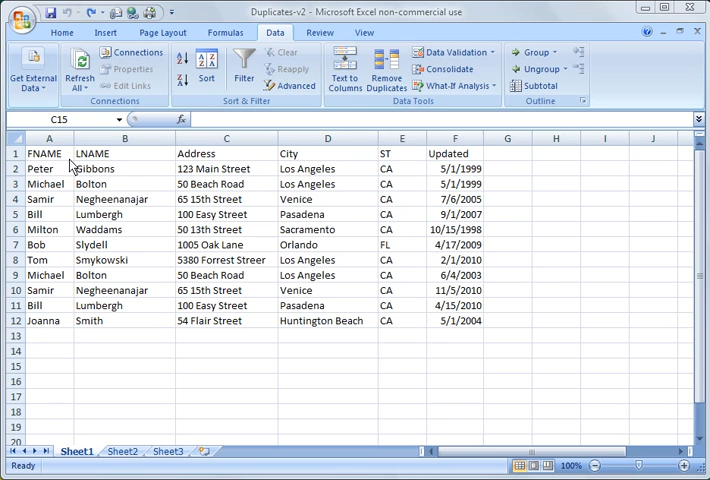 Duplicates-v2 - Microsoft Excel non-commercial use
Home Insert Page Layout Formulas Data Review View
Get External Data
Refresh All
Connections
Properties
Edit Links
Connections
Sort
Filter
Clear
Reapply
Advanced
Sort & Filter
Text to Columns
Remove Duplicates
Data Validation
Consolidate
What-If Analysis
Data Tools
Group
Ungroup
Subtotal
Outline
C15 fx
A B C D E F G H I J
1 FNAME LNAME Address City ST Updated
2 Peter Gibbons 123 Main Street Los Angeles CA 5/1/1999
3 Michael Bolton 50 Beach Road Los Angeles CA 5/1/1999
4 Samir Negheenanajar 65 15th Street Venice CA 7/6/2005
5 Bill Lumbergh 100 Easy Street Pasadena CA 9/1/2007
6 Milton Waddams 50 13th Street Sacramento CA 10/15/1998
7 Bob Slydell 1005 Oak Lane Orlando FL 4/17/2009
8 Tom Smykowski 5380 Forrest Streer Los Angeles CA 2/1/2010
9 Michael Bolton 50 Beach Road Los Angeles CA 6/4/2003
10 Samir Negheenanajar 65 15th Street Venice CA 11/5/2010
11 Bill Lumbergh 100 Easy Street Pasadena CA 4/15/2010
12 Joanna Smith 54 Flair Street Huntington Beach CA 5/1/2004
13
14
15
16
17
18
19
20
Sheet1 Sheet2 Sheet3
Ready 100%